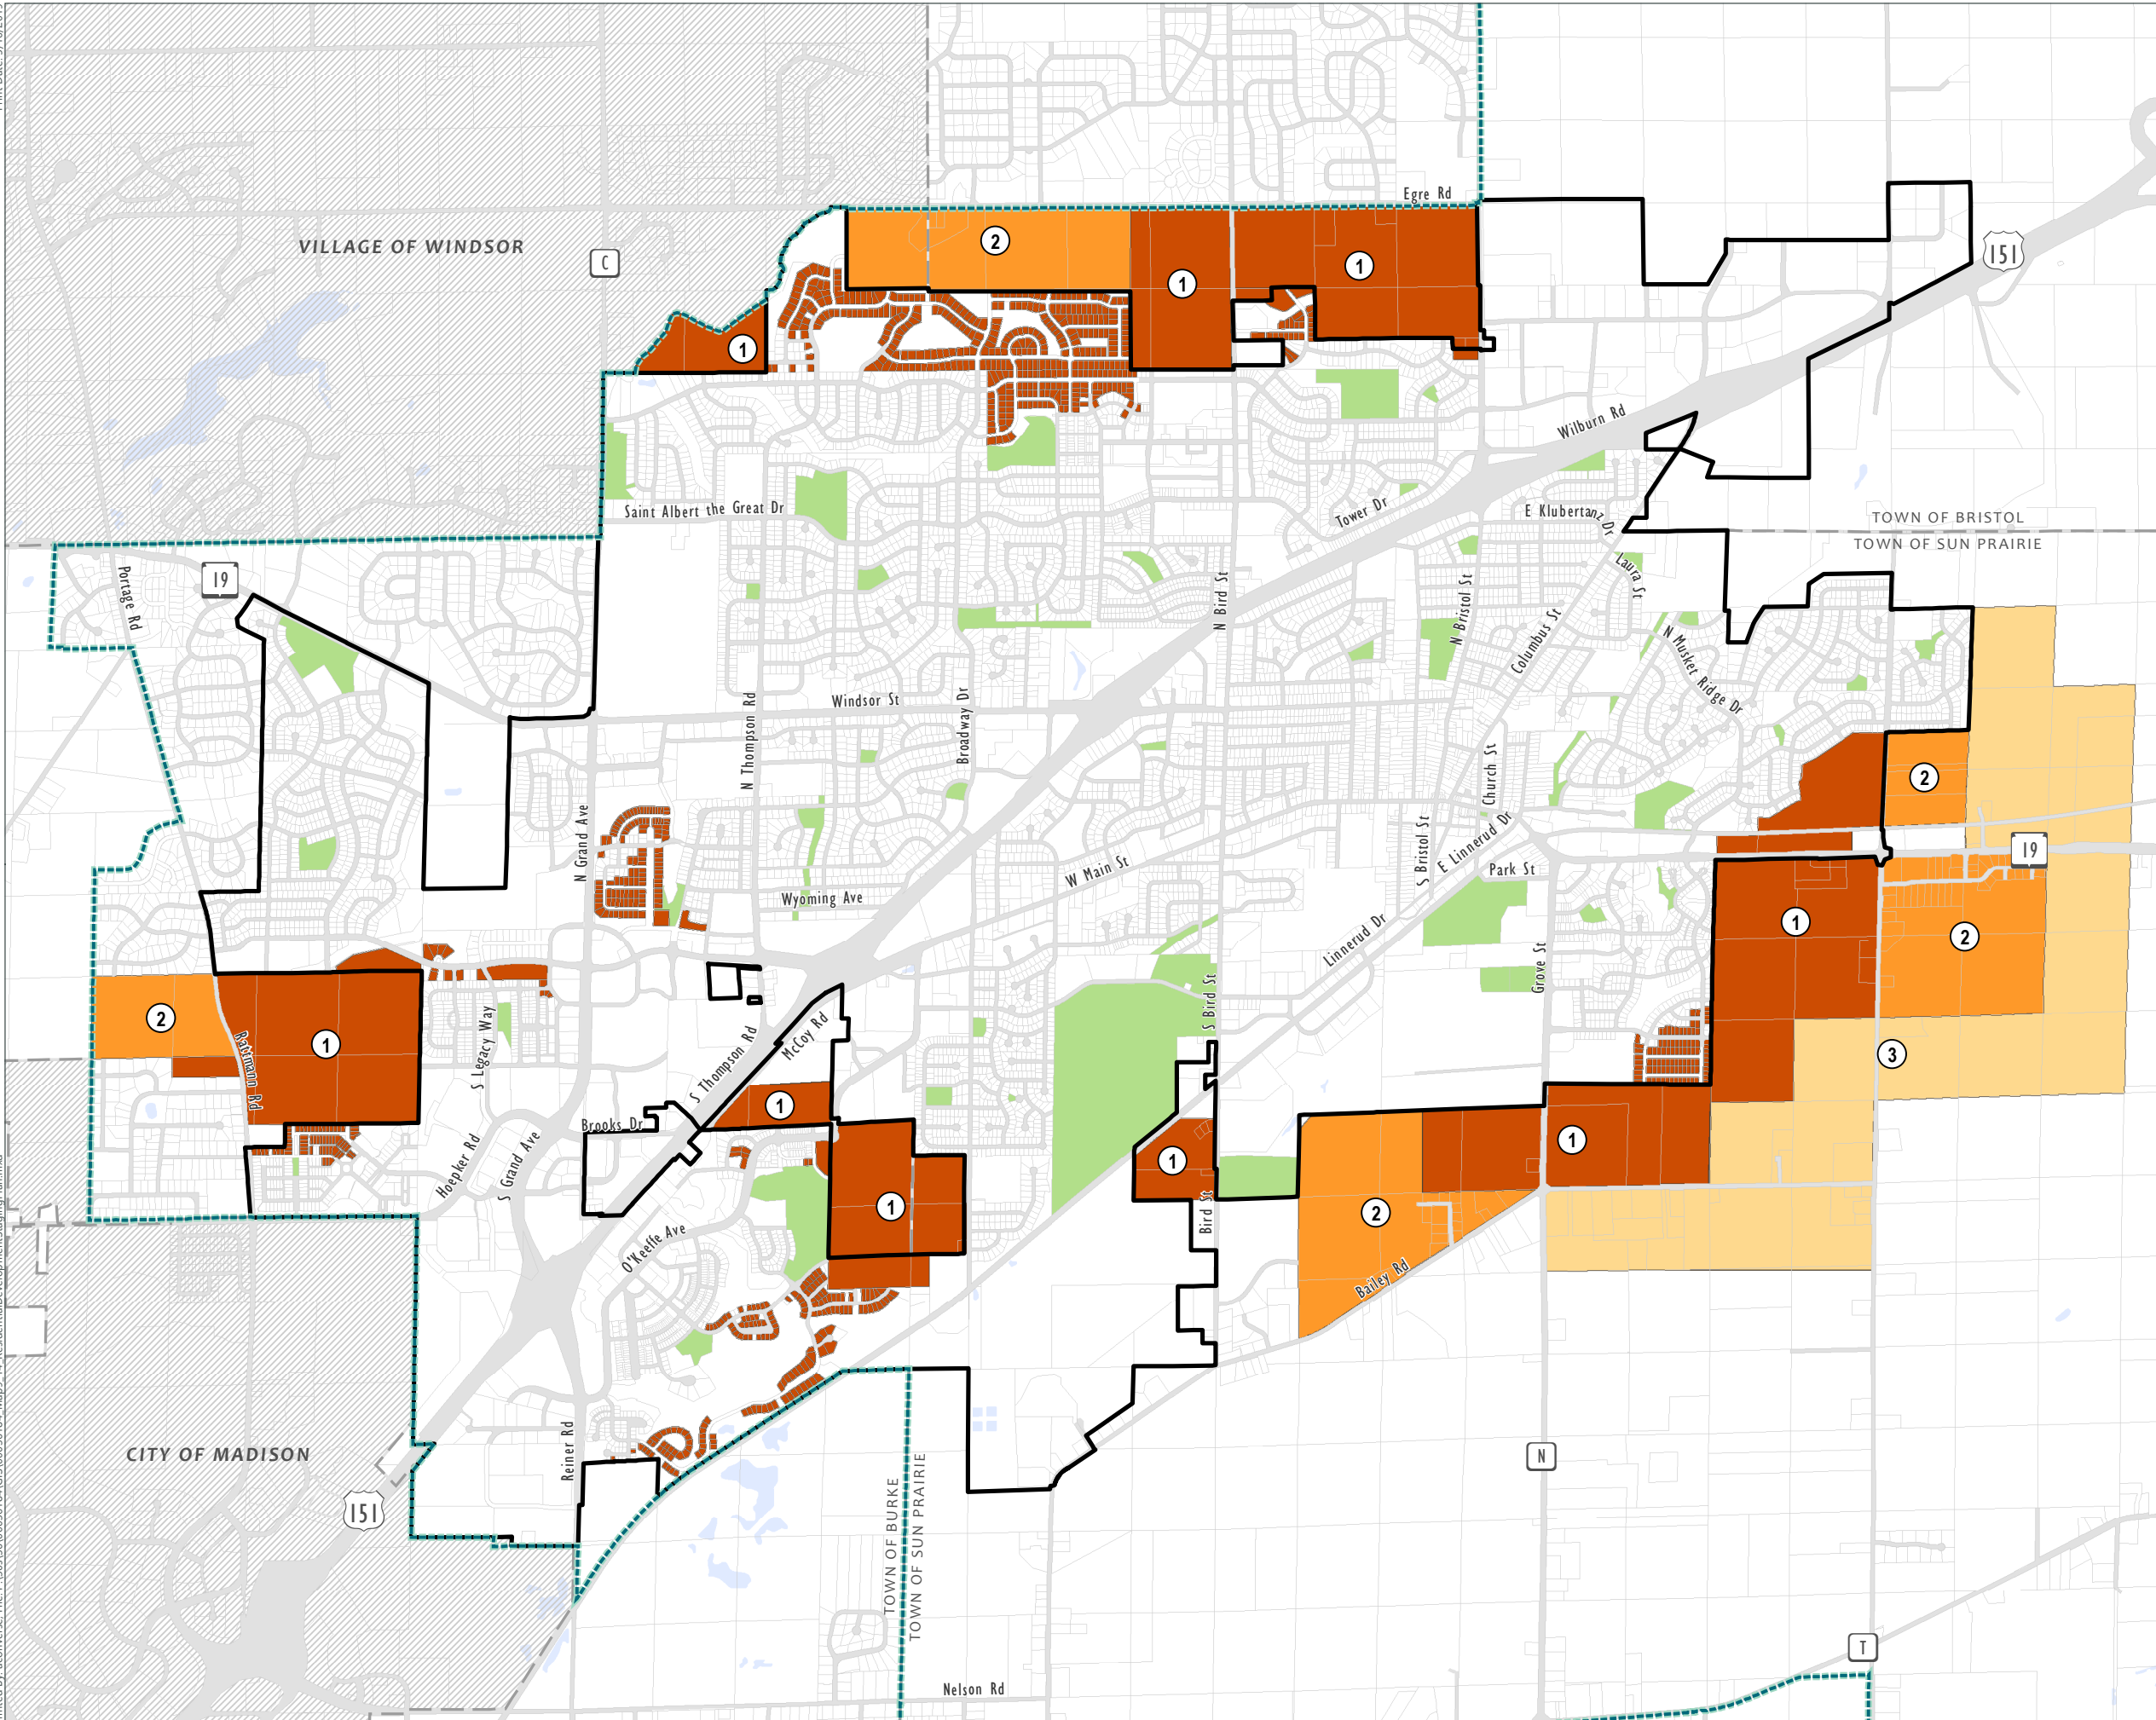 Egre Rd
VILLAGE OF WINDSOR
C
2
1
1
151
1
Wilburn Rd
Saint Albert the Great Dr
Tower Dr
E Klubertanz Dr
TOWN OF BRISTOL
TOWN OF SUN PRAIRIE
19
Portage Rd
Laura St
N Bird St
N Bristol St
Columbus St
N Musket Ridge Dr
Windsor St
N Thompson Rd
Broadway Dr
2
Church St
N Grand Ave
S Bristol St
E Linnerud Dr
19
Park St
W Main St
Wyoming Ave
1
2
Linnerud Dr
Grove St
S Bird St
2
1
Rattmann Rd
S Legacy Way
S Thompson Rd
McCoy Rd
3
1
Brooks Dr
1
1
Hoepker Rd
S Grand Ave
1
Bird St
2
O'Keeffe Ave
Bailey Rd
CITY OF MADISON
Reiner Rd
N
151
TOWN OF BURKE
TOWN OF SUN PRAIRIE
T
Nelson Rd